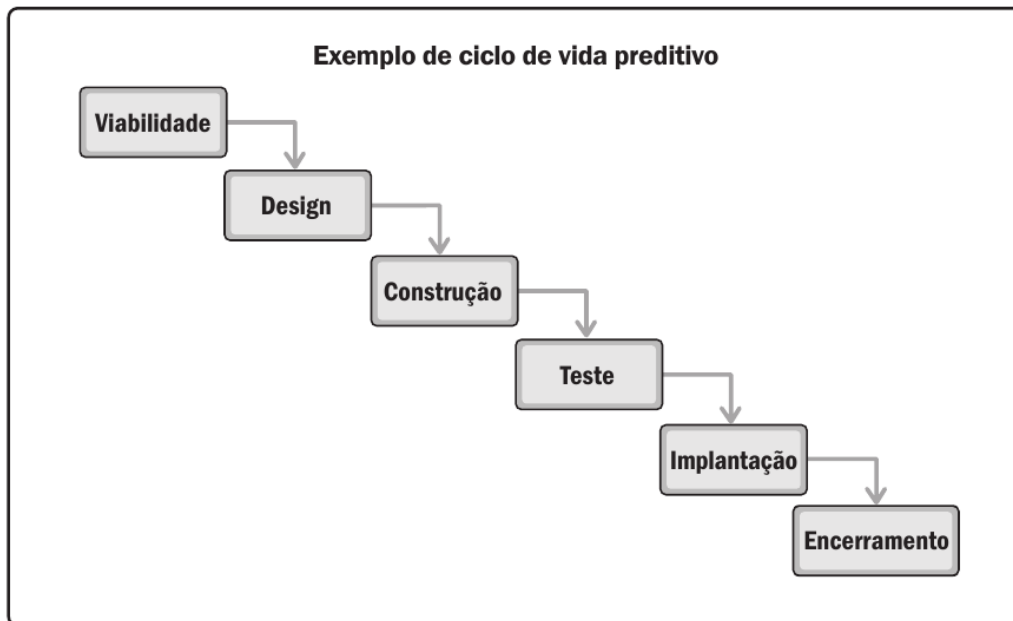 Exemplo de ciclo de vida preditivo
Viabilidade
Design
Construção
Teste
Implantação
Encerramento